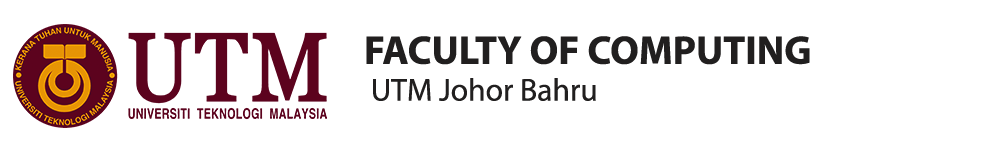 KERANA TUHAN UNTUK MANUSIA
UNIVERSITI TEKNOLOGI MALAYSIA
UTM
UNIVERSITI TEKNOLOGI MALAYSIA
FACULTY OF COMPUTING
UTM Johor Bahru